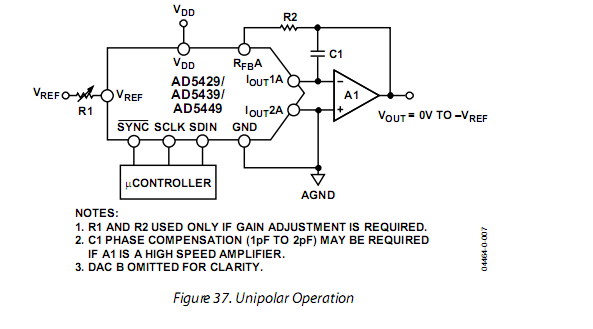 VDD
R2
VDD
RFBA
C1
AD5429/
AD5439/
AD5449
IOUT1A
VREF
R1
VREF
A1
IOUT2A
VOUT = 0V TO –VREF
SYNC SCLK SDIN GND
µCONTROLLER
AGND
NOTES:
1. R1 AND R2 USED ONLY IF GAIN ADJUSTMENT IS REQUIRED.
2. C1 PHASE COMPENSATION (1pF TO 2pF) MAY BE REQUIRED
IF A1 IS A HIGH SPEED AMPLIFIER.
3. DAC B OMITTED FOR CLARITY.
04464-0-007
Figure 37. Unipolar Operation